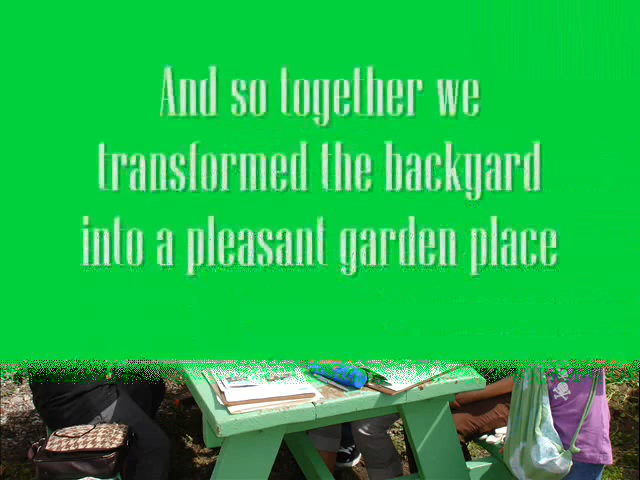 And so together we
transformed the backyard
into a pleasant garden place